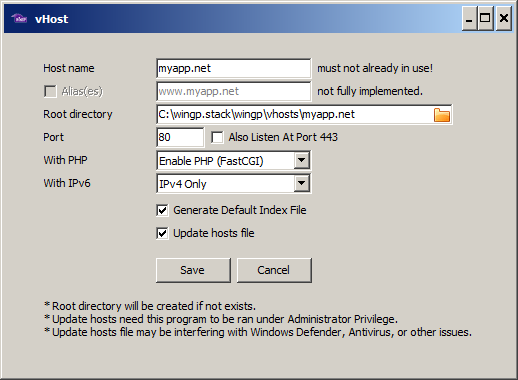 vHost
Host name myapp.net must not already in use!
Alias(es) www.myapp.net not fully implemented.
Root directory C:\wingp.stack\wingp\vhosts\myapp.net
Port 80 Also Listen At Port 443
With PHP Enable PHP (FastCGI)
With IPv6 IPv4 Only
Generate Default Index File
Update hosts file
Save Cancel
* Root directory will be created if not exists.
* Update hosts need this program to be ran under Administrator Privilege.
* Update hosts file may be interfering with Windows Defender, Antivirus, or other issues.